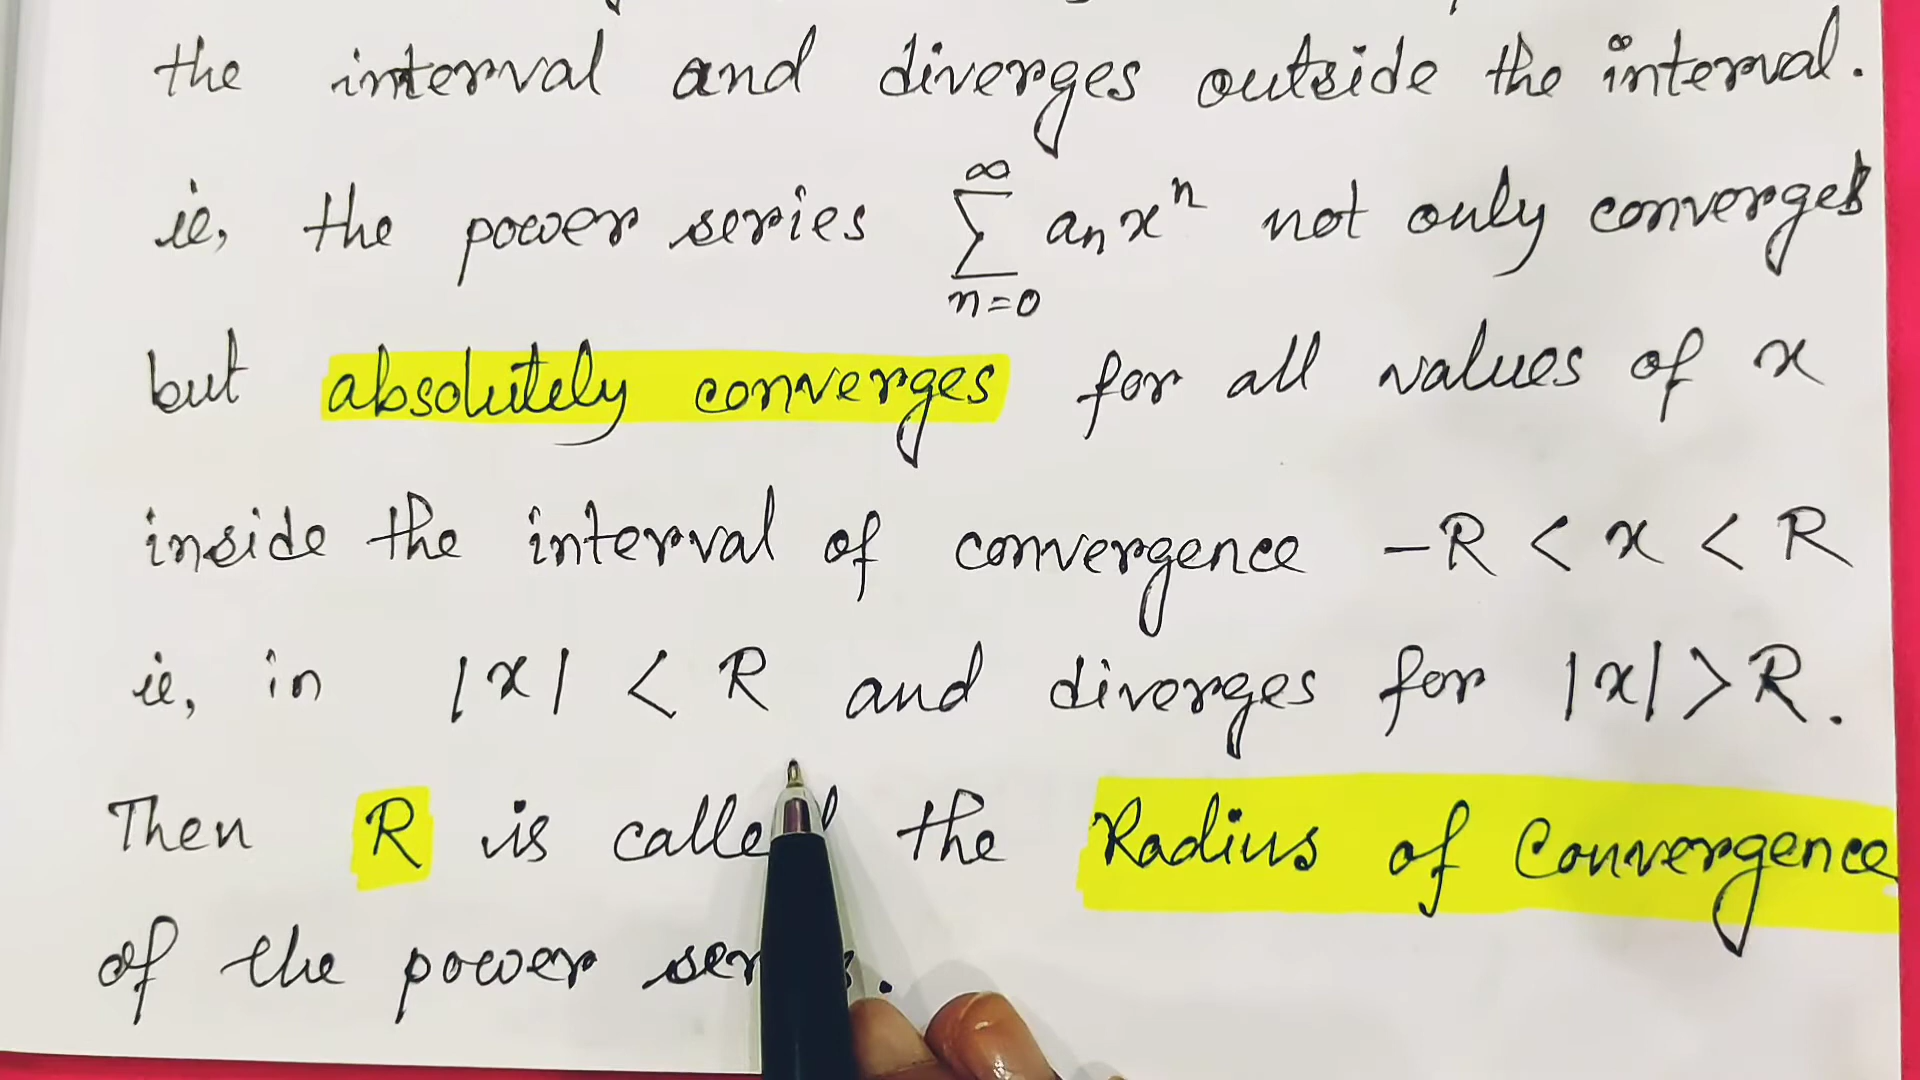 the interval and diverges outside the interval.
ie, the power series ∞∑n=0 aₙxⁿ not only converges
but absolutely converges for all values of x
inside the interval of convergence –R < x < R
ie, in |x| < R and diverges for |x| > R.
Then R is called the Radius of Convergence
of the power series.